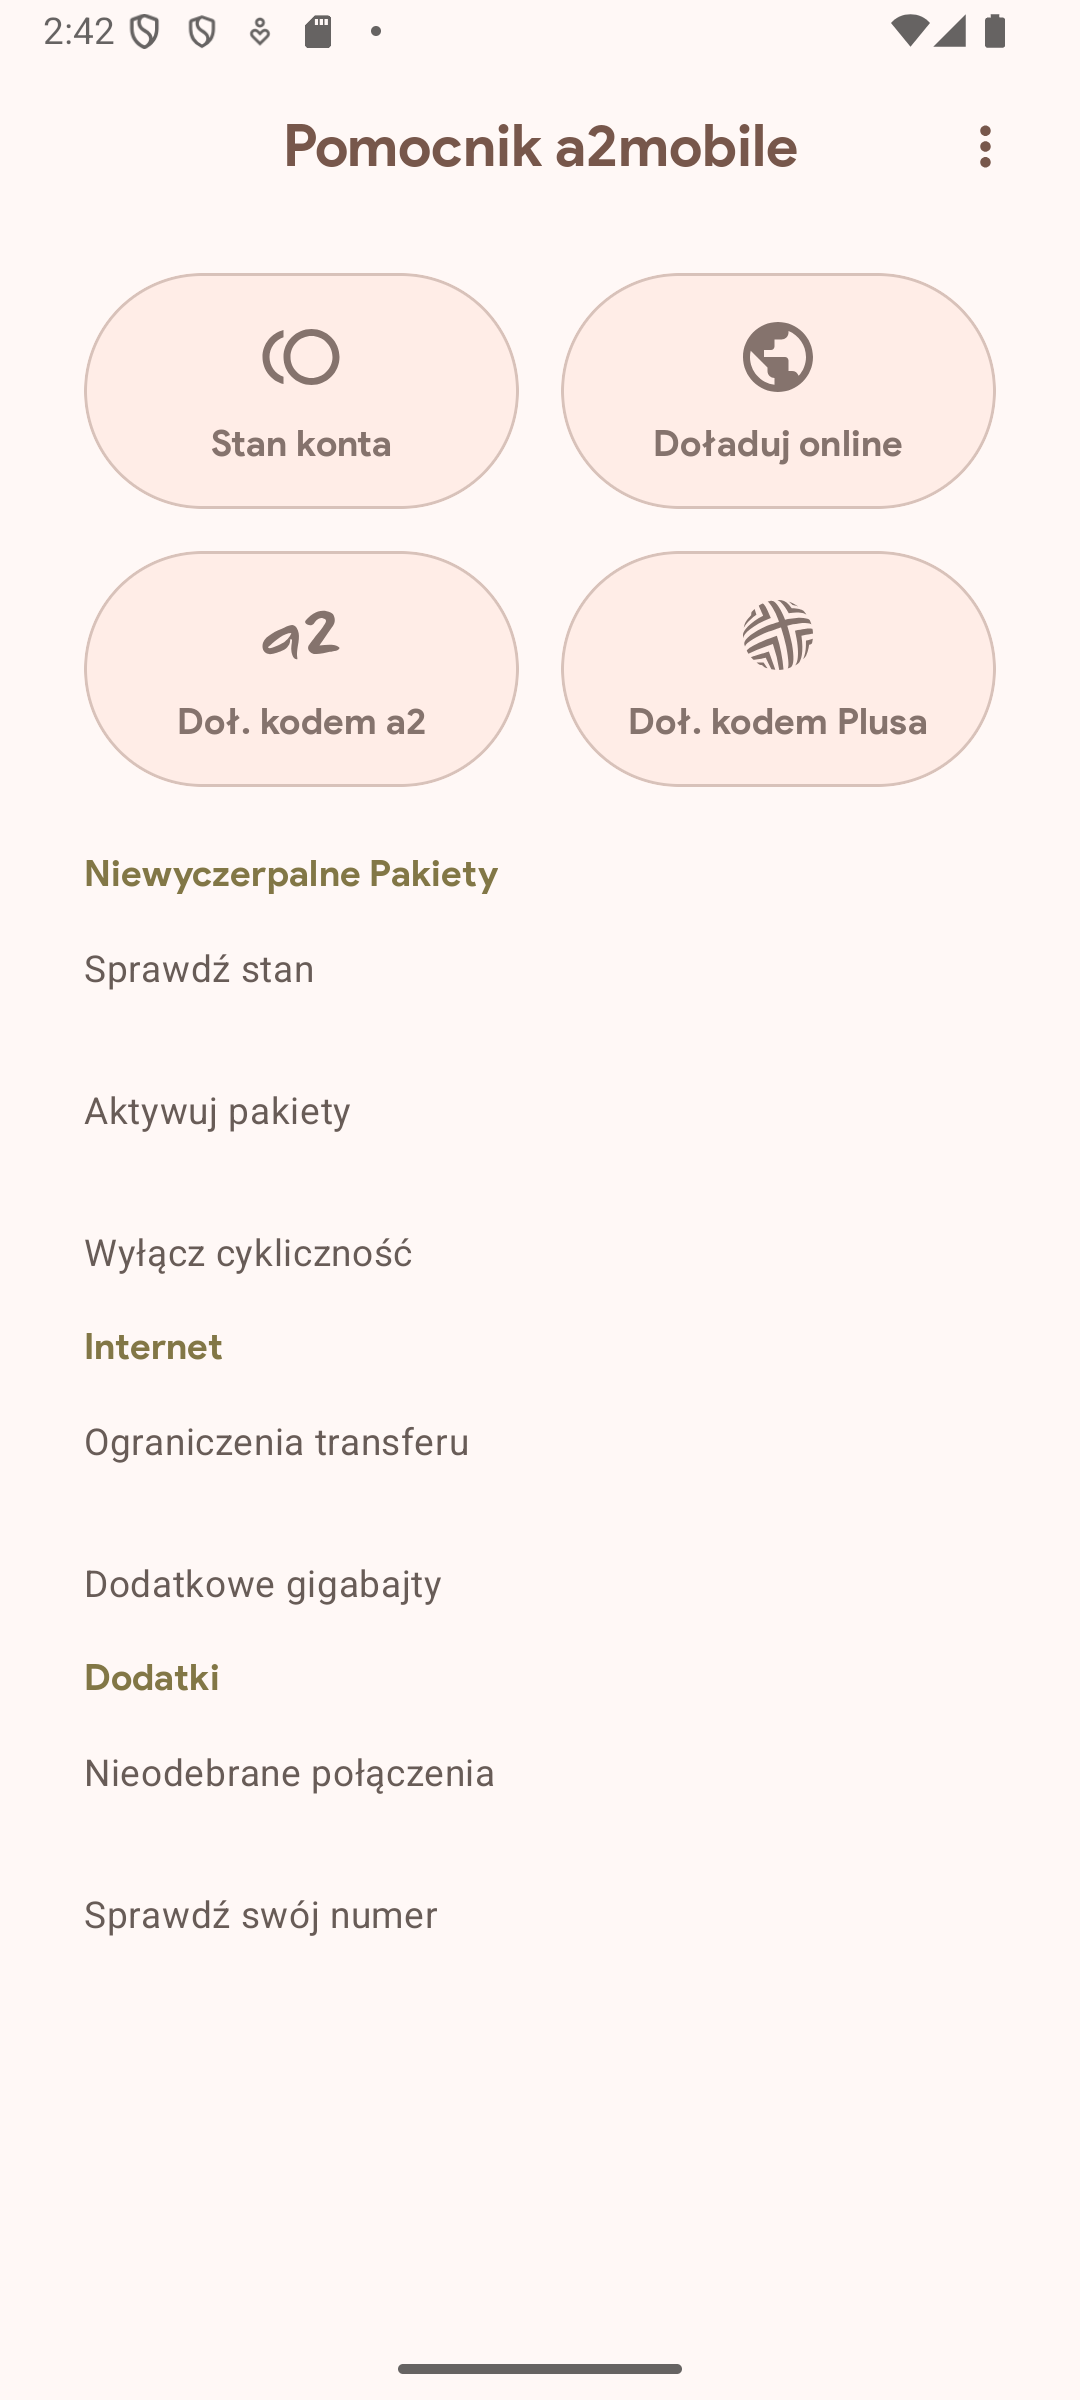 2:42
Pomocnik a2mobile
Stan konta
Doładuj online
a2
Doł. kodem a2
Doł. kodem Plusa
Niewyczerpalne Pakiety
Sprawdź stan
Aktywuj pakiety
Wyłącz cykliczność
Internet
Ograniczenia transferu
Dodatkowe gigabajty
Dodatki
Nieodebrane połączenia
Sprawdź swój numer